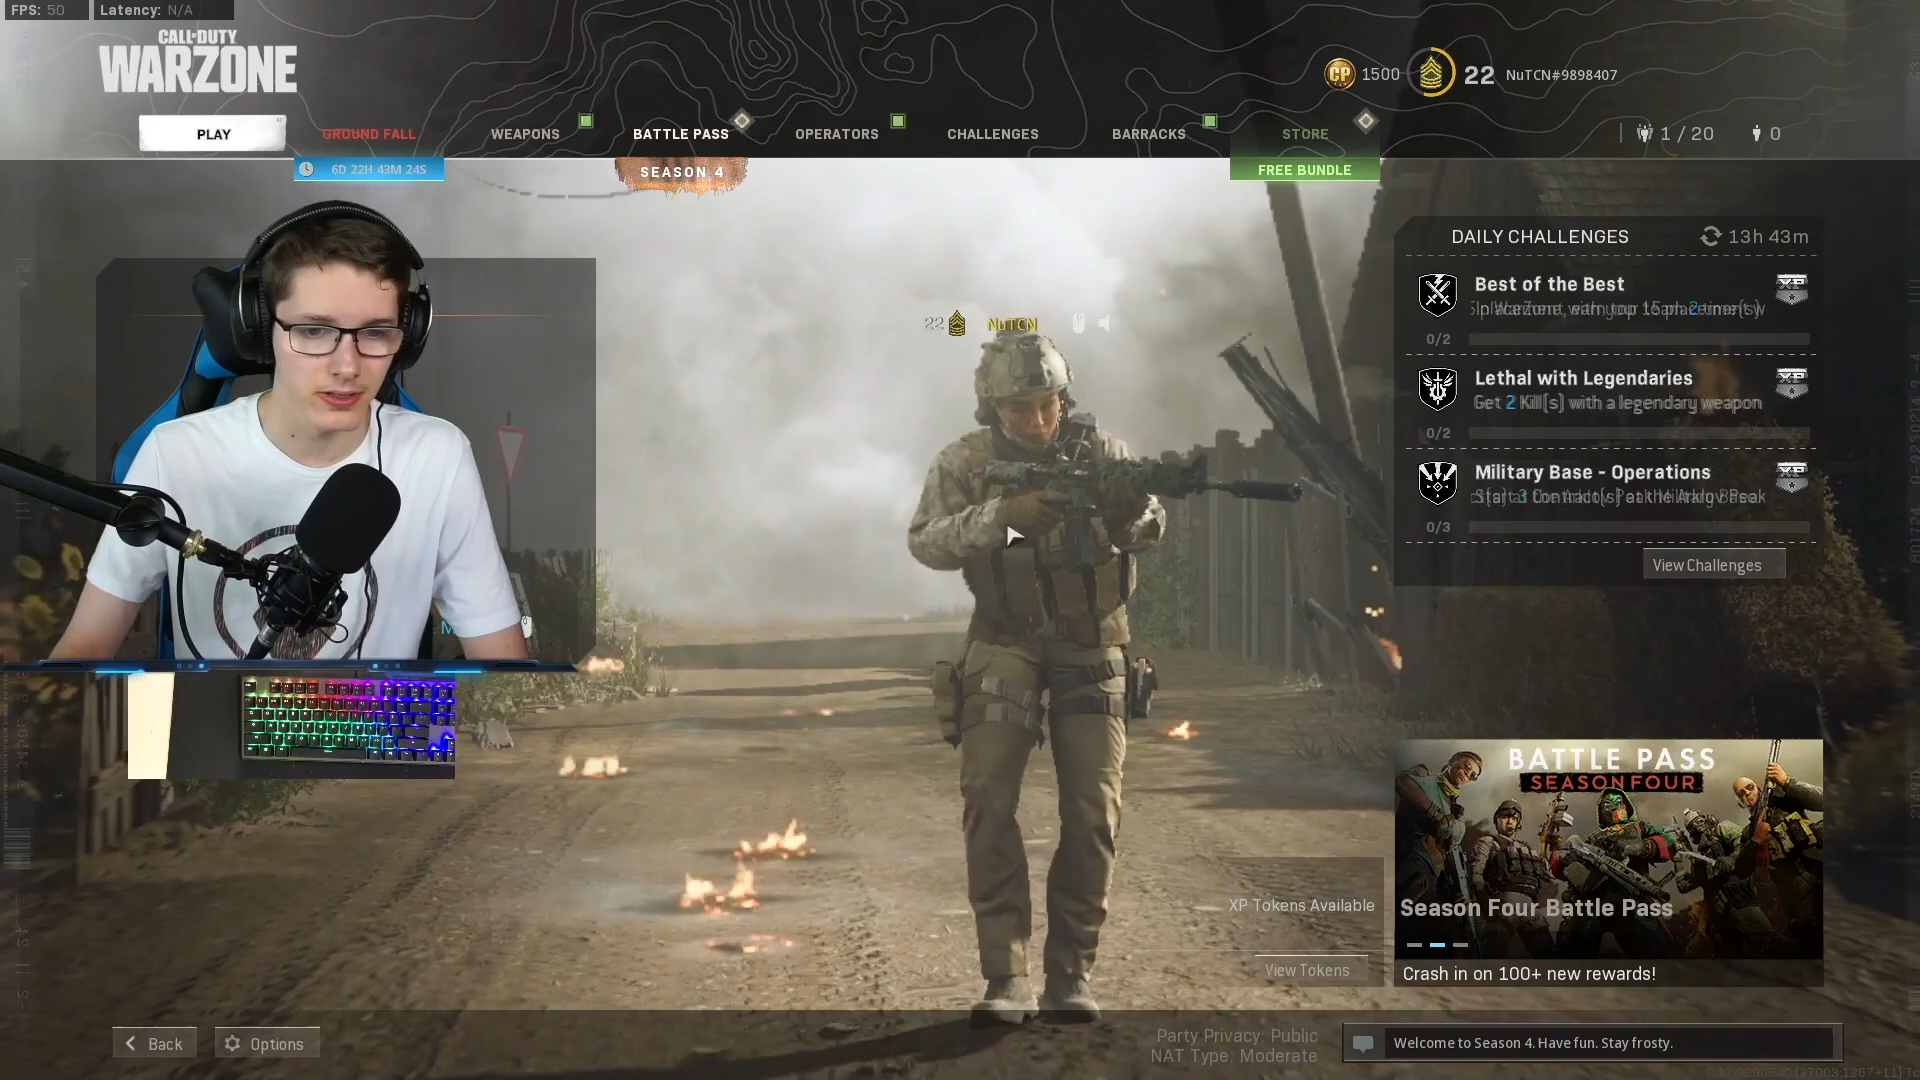 FPS: 50
Latency: N/A
CALL OF DUTY
WARZONE
CP 1500
22 NuTCN#9898407
PLAY
GROUND FALL
WEAPONS
BATTLE PASS
OPERATORS
CHALLENGES
BARRACKS
STORE
1 / 20
0
6D 22H 43M 24S
SEASON 4
FREE BUNDLE
DAILY CHALLENGES
13h 43m
Best of the Best
XP
0/2
Lethal with Legendaries
XP
Get 2 Kill(s) with a legendary weapon
0/2
Military Base - Operations
XP
0/3
View Challenges
22 NuTCN
BATTLE PASS
SEASON FOUR
Season Four Battle Pass
Crash in on 100+ new rewards!
XP Tokens Available
View Tokens
Back
Options
Party Privacy: Public
NAT Type: Moderate
Welcome to Season 4. Have fun. Stay frosty.